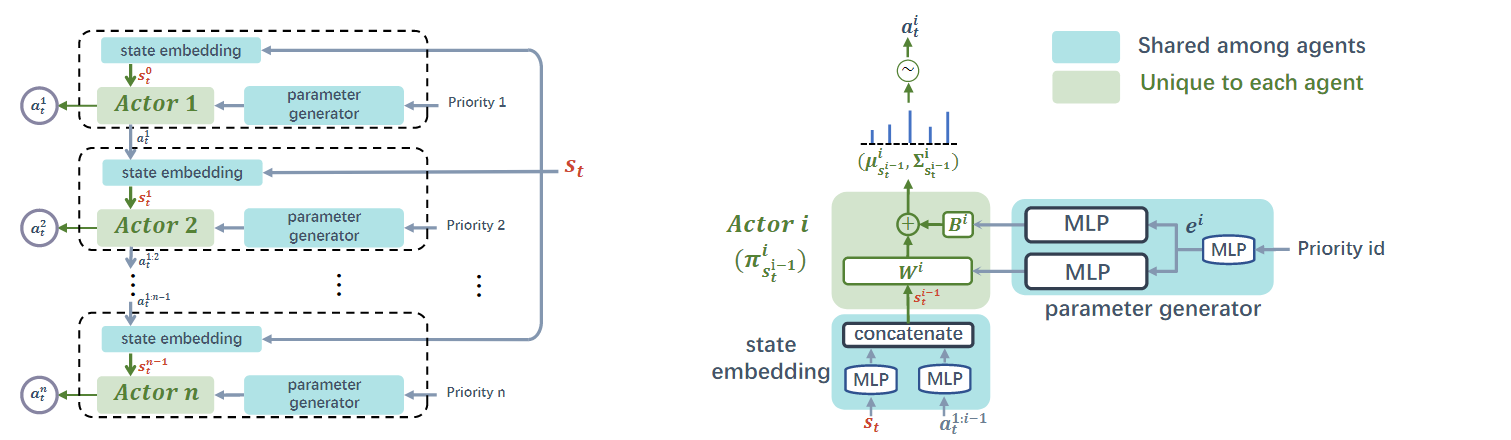 state embedding
s_t^0
a_t^1
Actor 1
parameter
generator
Priority 1
a_t^1
state embedding
s_t
s_t^1
a_t^2
Actor 2
parameter
generator
Priority 2
a_t^{1:2}
⋮ ⋮ ⋮
a_t^{1:n-1}
state embedding
s_t^{n-1}
a_t^n
Actor n
parameter
generator
Priority n
a_t^i
~
(μ^i_{s_t^{i-1}}, Σ^i_{s_t^{i-1}})
Actor i
(π^i_{s_t^{i-1}})
+
B^i
W^i
s_t^{i-1}
MLP
MLP
e^i
MLP
Priority id
parameter generator
concatenate
state
embedding
MLP
MLP
s_t
a_t^{1:i-1}
Shared among agents
Unique to each agent